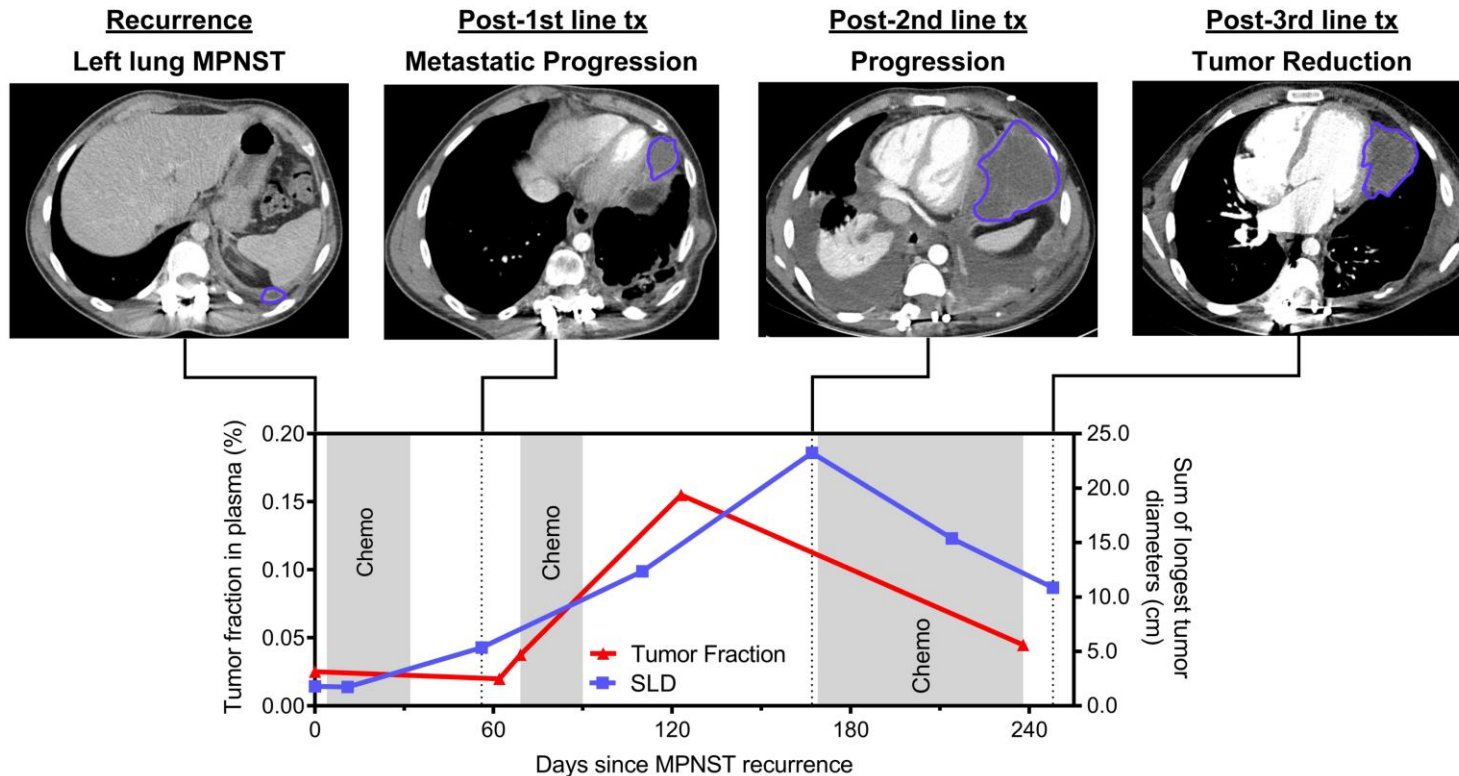 Recurrence
Left lung MPNST
Post-1st line tx
Metastatic Progression
Post-2nd line tx
Progression
Post-3rd line tx
Tumor Reduction
Tumor fraction in plasma (%)
0.20
0.15
0.10
0.05
0.00
Chemo
Chemo
Chemo
Tumor Fraction
SLD
25.0
20.0
15.0
10.0
5.0
0.0
Sum of longest tumor
diameters (cm)
0
60
120
180
240
Days since MPNST recurrence